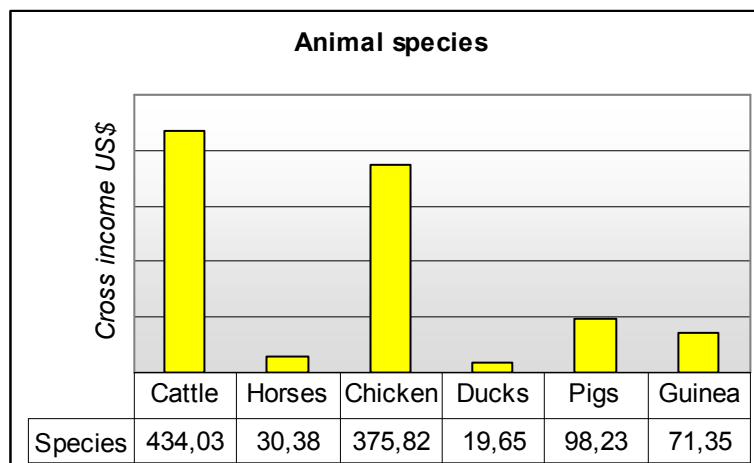 Animal species
Cross income US$
Cattle Horses Chicken Ducks Pigs Guinea
Species 434,03 30,38 375,82 19,65 98,23 71,35